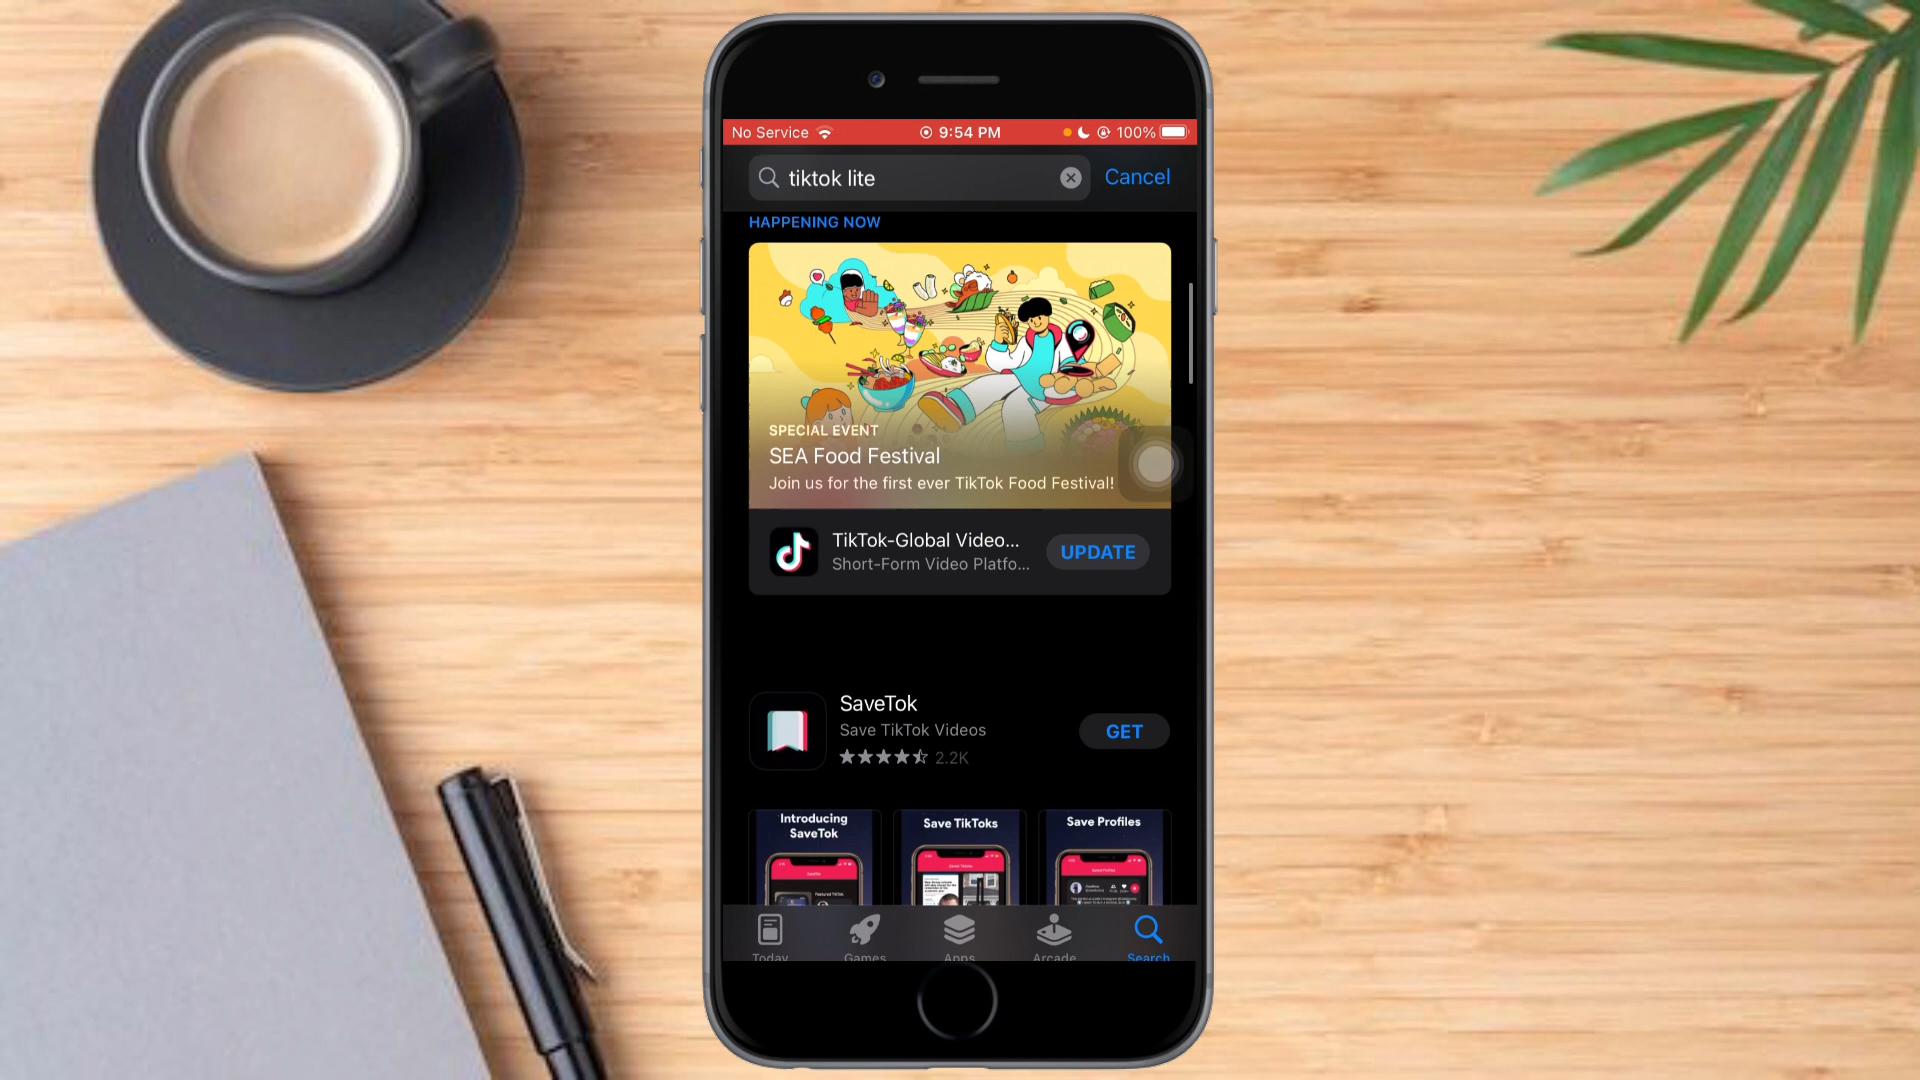 No Service 9:54 PM 100%
tiktok lite Cancel
HAPPENING NOW
SPECIAL EVENT
SEA Food Festival
Join us for the first ever TikTok Food Festival!
TikTok-Global Video...
Short-Form Video Platfo...
UPDATE
SaveTok
Save TikTok Videos
2.2K
GET
Introducing
SaveTok
Save TikToks
Save Profiles
Today Games Apps Arcade Search